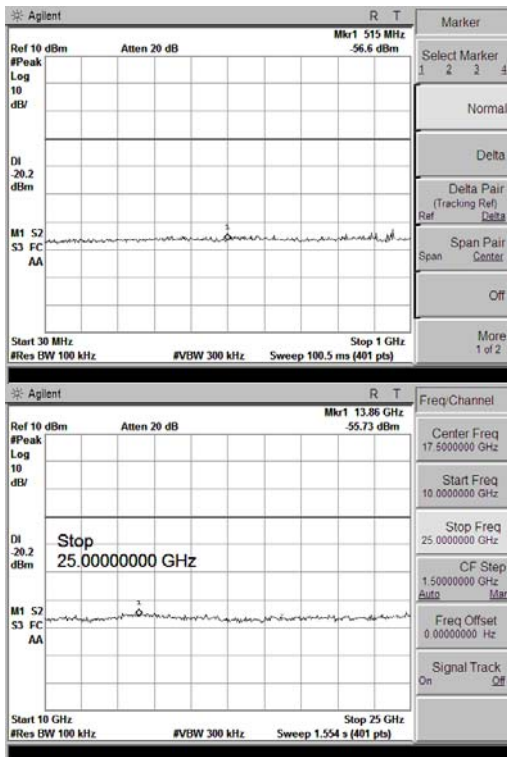 Agilent R T
Mkr1 515 MHz
Ref 10 dBm Atten 20 dB -56.6 dBm
#Peak
Log
10
dB/
DI
-20.2
dBm
1
M1 S2
S3 FC
AA
Start 30 MHz Stop 1 GHz
#Res BW 100 kHz #VBW 300 kHz Sweep 100.5 ms (401 pts)
Marker
Select Marker
1 2 3 4
Normal
Delta
Delta Pair
(Tracking Ref)
Ref Delta
Span Pair
Span Center
Off
More
1 of 2
Agilent R T
Mkr1 13.86 GHz
Ref 10 dBm Atten 20 dB -55.73 dBm
#Peak
Log
10
dB/
DI
-20.2
dBm
Stop
25.00000000 GHz
1
M1 S2
S3 FC
AA
Start 10 GHz Stop 25 GHz
#Res BW 100 kHz #VBW 300 kHz Sweep 1.554 s (401 pts)
Freq/Channel
Center Freq
17.5000000 GHz
Start Freq
10.0000000 GHz
Stop Freq
25.0000000 GHz
CF Step
1.50000000 GHz
Auto Man
Freq Offset
0.00000000 Hz
Signal Track
On Off